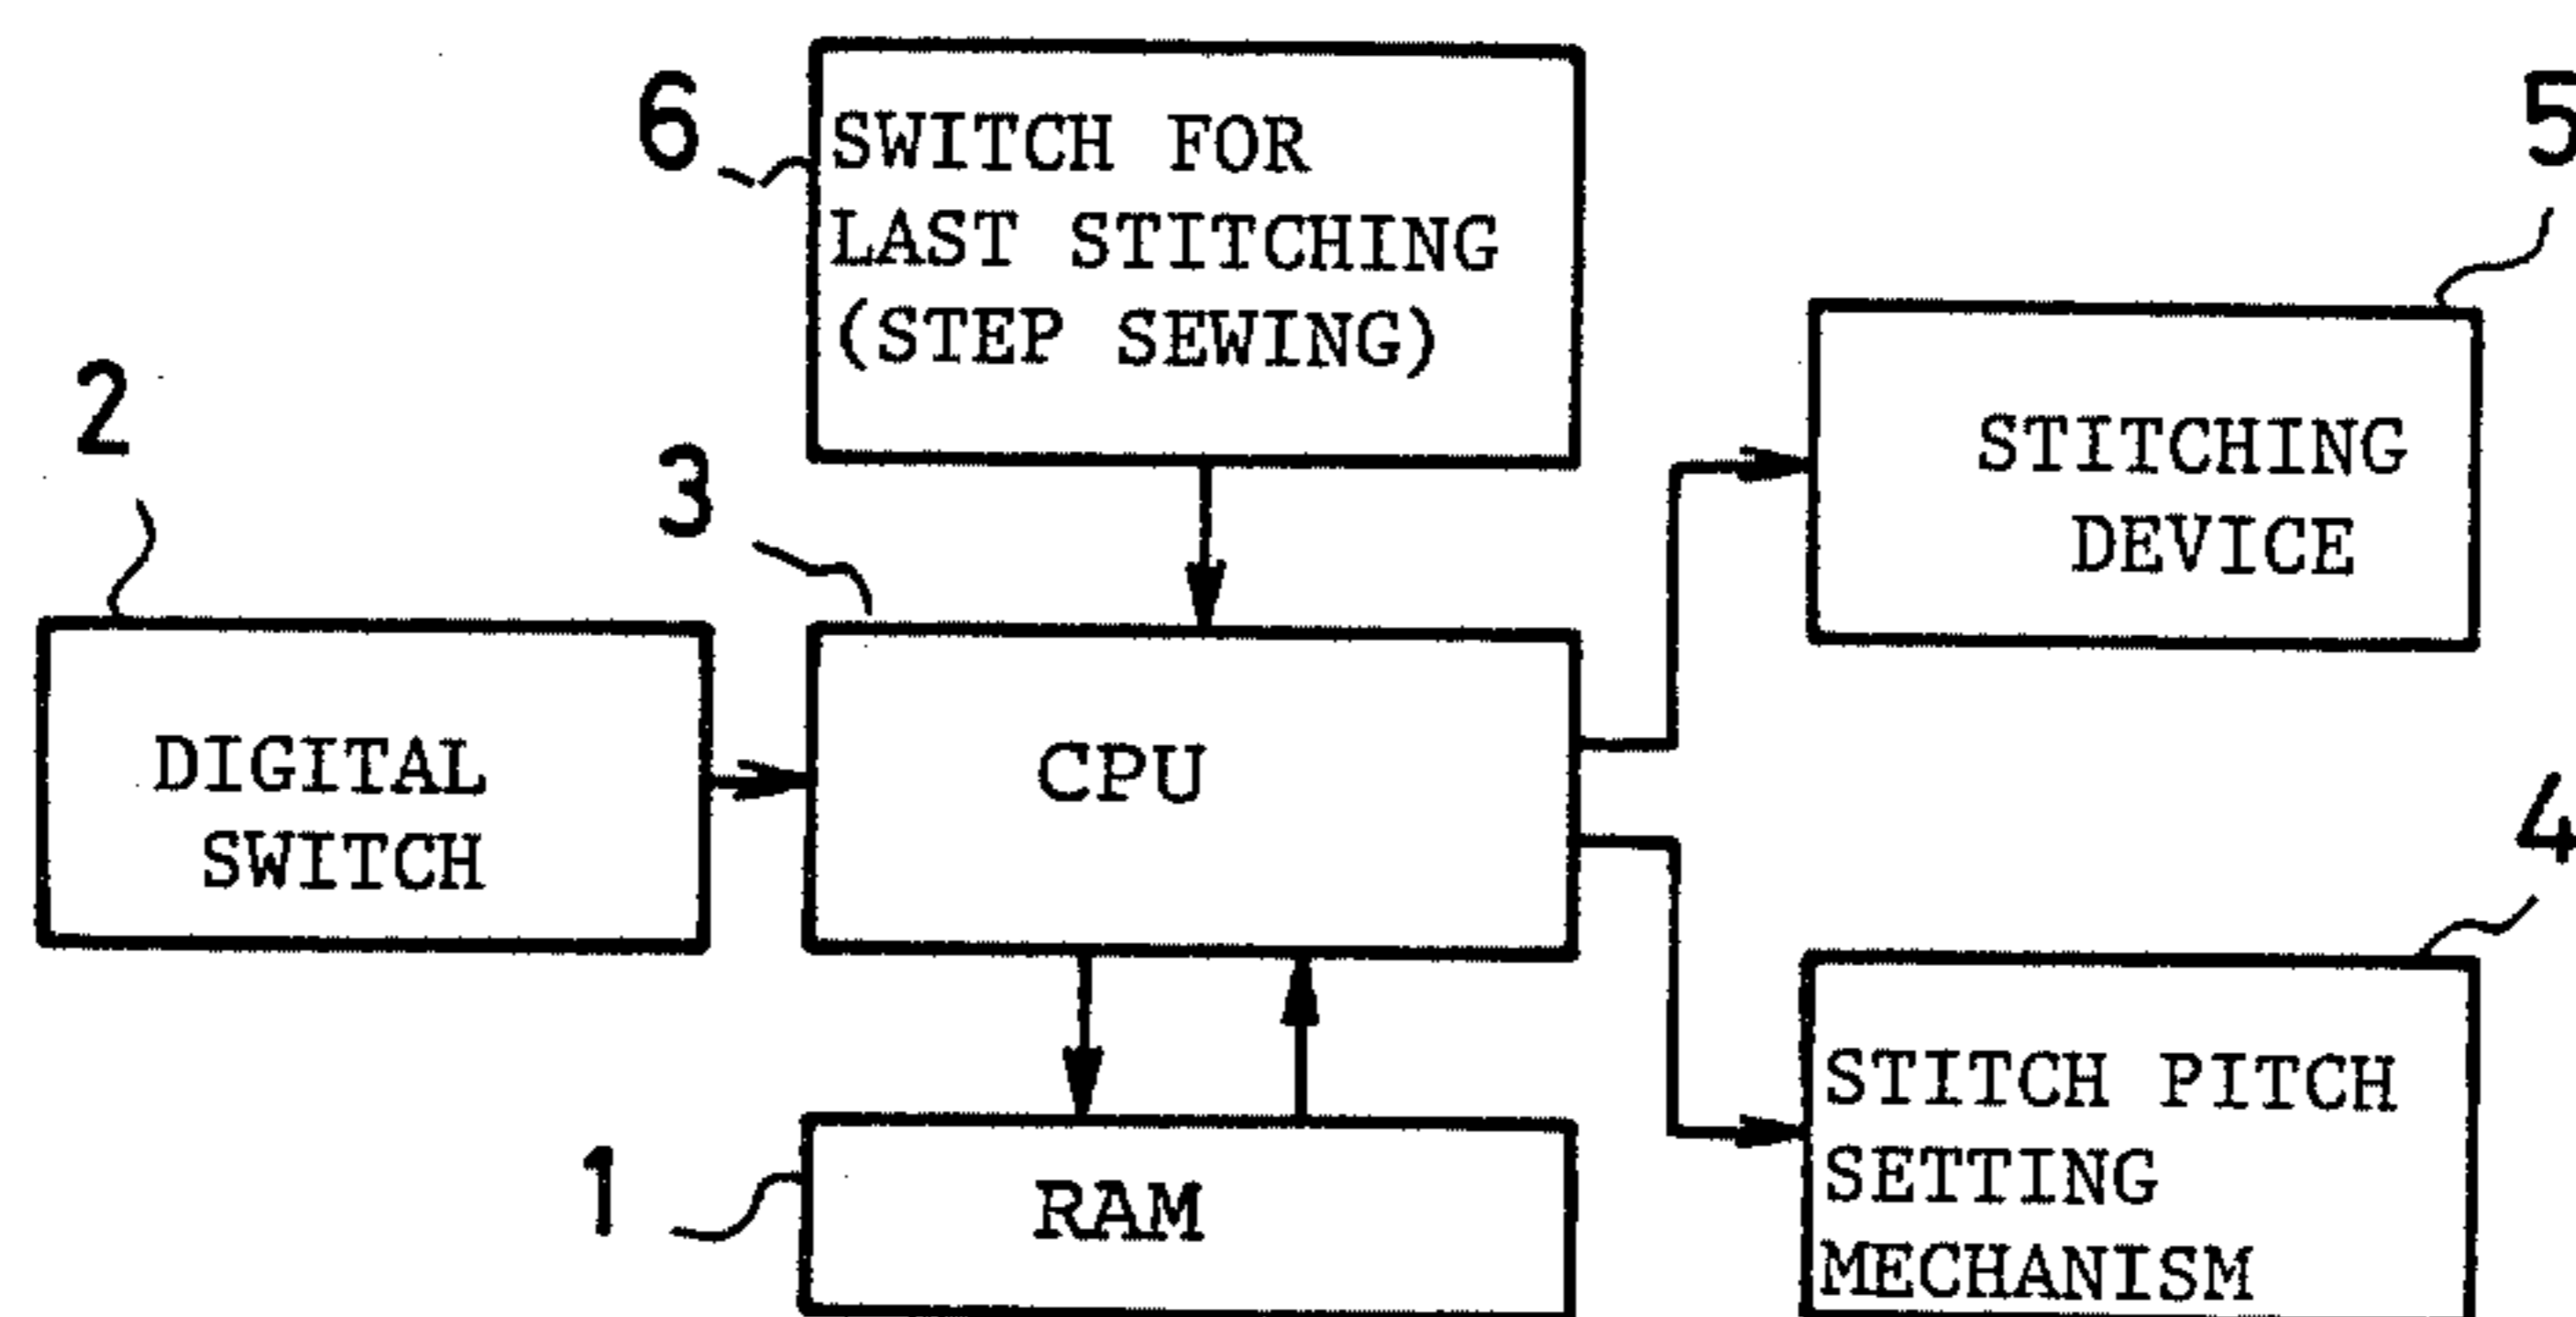 6
SWITCH FOR
LAST STITCHING
(STEP SEWING)
5
STITCHING
DEVICE
2
DIGITAL
SWITCH
3
CPU
4
STITCH PITCH
SETTING
MECHANISM
1
RAM